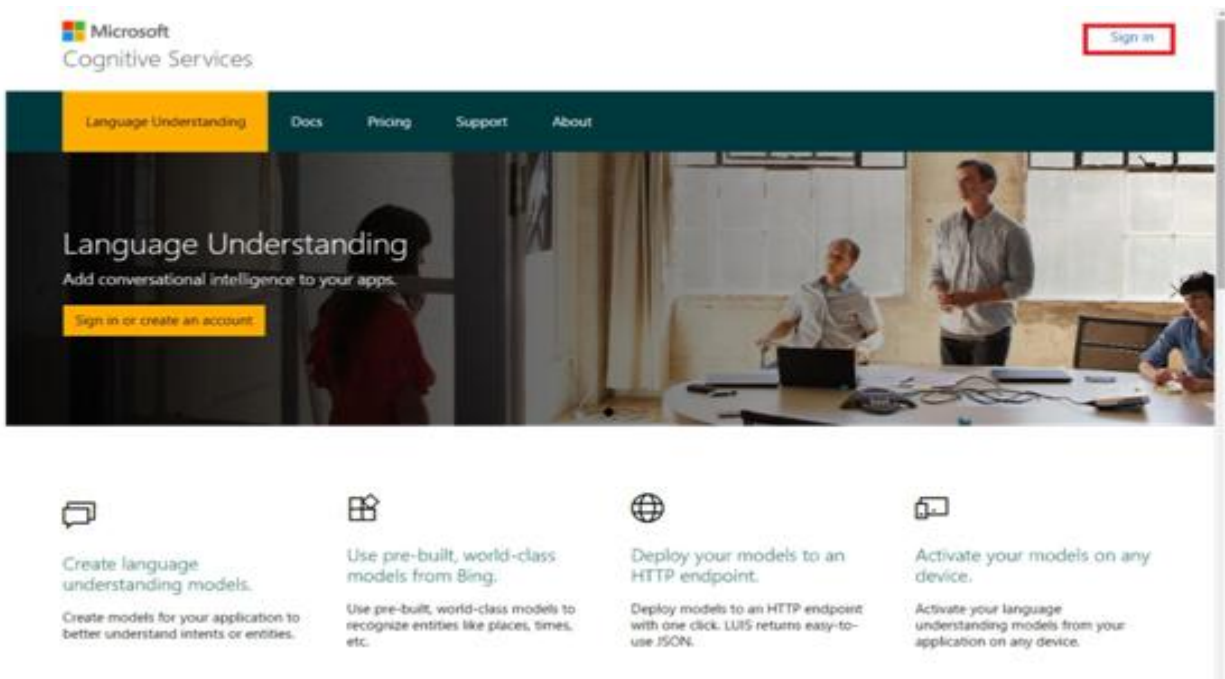 Microsoft
Cognitive Services
Sign in
Language Understanding
Docs
Pricing
Support
About
Language Understanding
Add conversational intelligence to your apps.
Sign in or create an account
Create language
understanding models.
Create models for your application to
better understand intents or entities.
Use pre-built, world-class
models from Bing.
Use pre-built, world-class models to
recognize entities like places, times,
etc.
Deploy your models to an
HTTP endpoint.
Deploy models to an HTTP endpoint
with one click. LUIS returns easy-to-
use JSON.
Activate your models on any
device.
Activate your language
understanding models from your
application on any device.